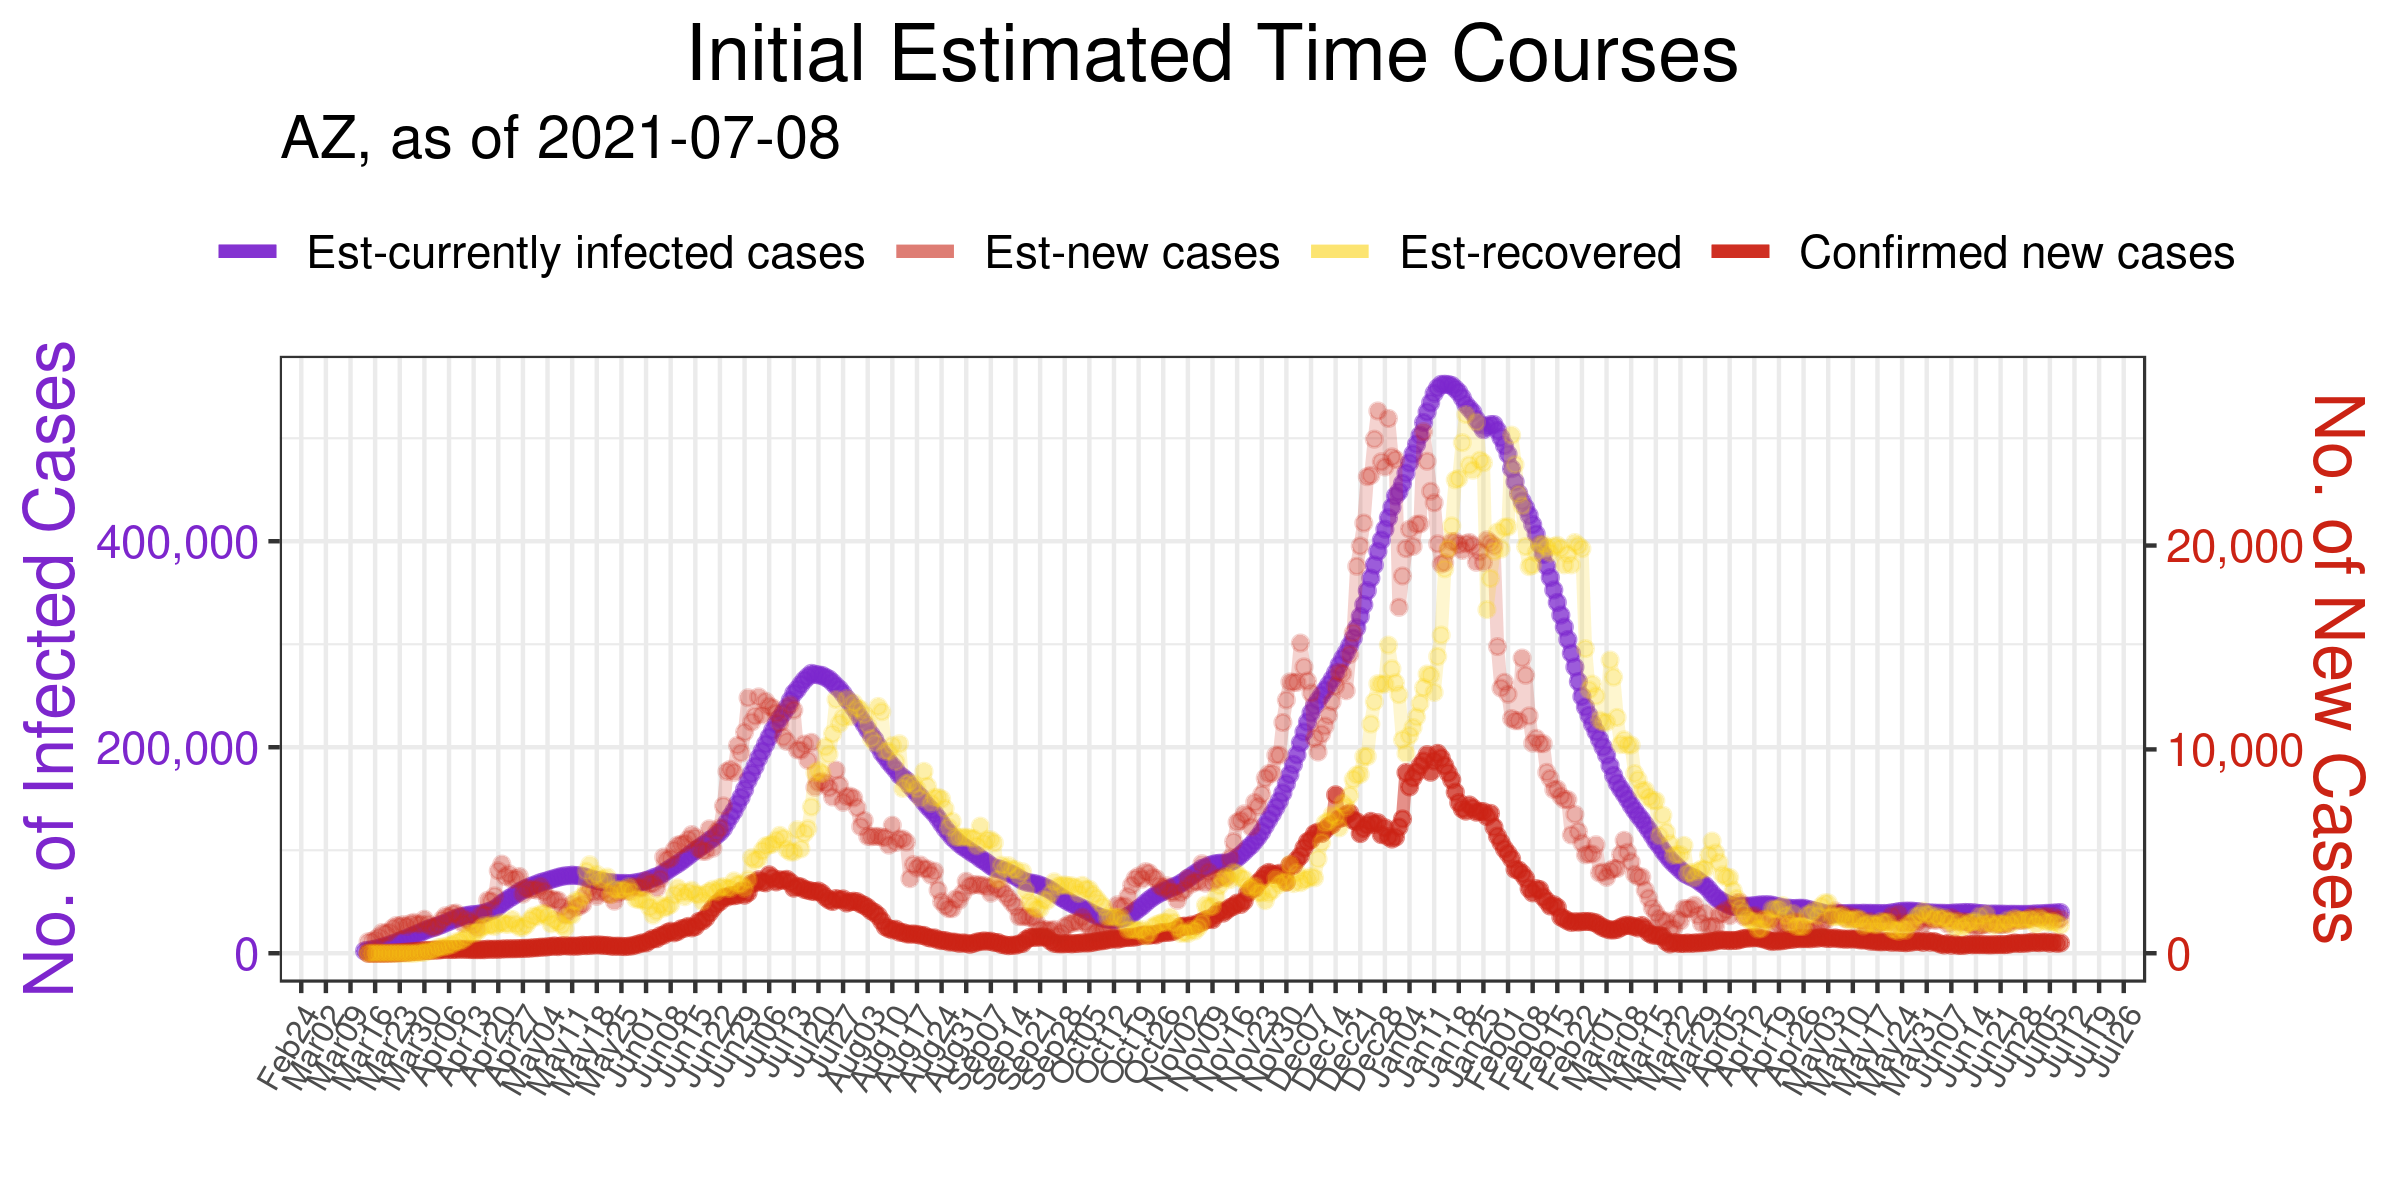 Initial Estimated Time Courses
AZ, as of 2021-07-08
Est-currently infected cases Est-new cases Est-recovered Confirmed new cases
No. of Infected Cases
400,000
200,000
0
No. of New Cases
20,000
10,000
0
Feb24 Mar02 Mar09 Mar16 Mar23 Mar30 Apr06 Apr13 Apr20 Apr27 May04 May11 May18 May25 Jun01 Jun08 Jun15 Jun22 Jun29 Jul06 Jul13 Jul20 Jul27 Aug03 Aug10 Aug17 Aug24 Aug31 Sep07 Sep14 Sep21 Sep28 Oct05 Oct12 Oct19 Oct26 Nov02 Nov09 Nov16 Nov23 Nov30 Dec07 Dec14 Dec21 Dec28 Jan04 Jan11 Jan18 Jan25 Feb01 Feb08 Feb15 Feb22 Mar01 Mar08 Mar15 Mar22 Mar29 Apr05 Apr12 Apr19 Apr26 May03 May10 May17 May24 May31 Jun07 Jun14 Jun21 Jun28 Jul05 Jul12 Jul19 Jul26